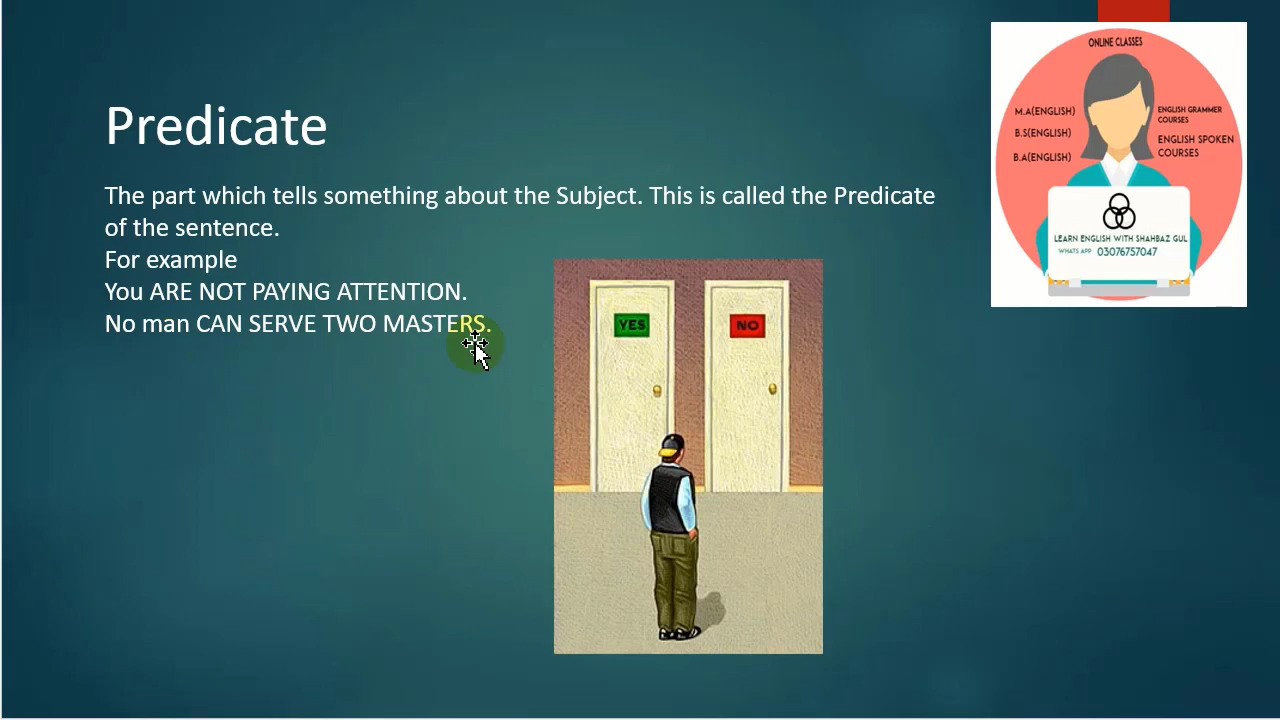 Predicate
The part which tells something about the Subject. This is called the Predicate
of the sentence.
For example
You ARE NOT PAYING ATTENTION.
No man CAN SERVE TWO MASTERS.
YES
NO
ONLINE CLASSES
M.A(ENGLISH)
B.S(ENGLISH)
B.A(ENGLISH)
ENGLISH GRAMMER
COURSES
ENGLISH SPOKEN
COURSES
LEARN ENGLISH WITH SHAHBAZ GUL
WHATS APP 03076757047